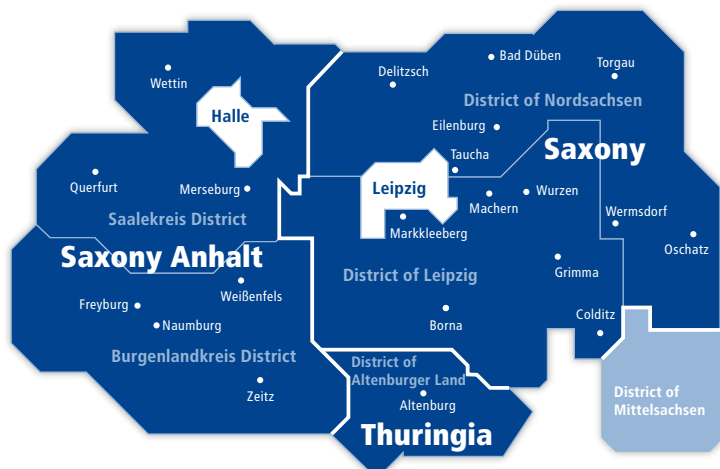 Bad Düben
Torgau
Delitzsch
Wettin
District of Nordsachsen
Halle
Eilenburg
Saxony
Taucha
Querfurt
Merseburg
Leipzig
Machern
Wurzen
Wermsdorf
Saalekreis District
Markkleeberg
Oschatz
Saxony Anhalt
Grimma
District of Leipzig
Weißenfels
Freyburg
Naumburg
Borna
Colditz
Burgenlandkreis District
District of
Altenburger Land
Zeitz
Altenburg
District of
Mittelsachsen
Thuringia